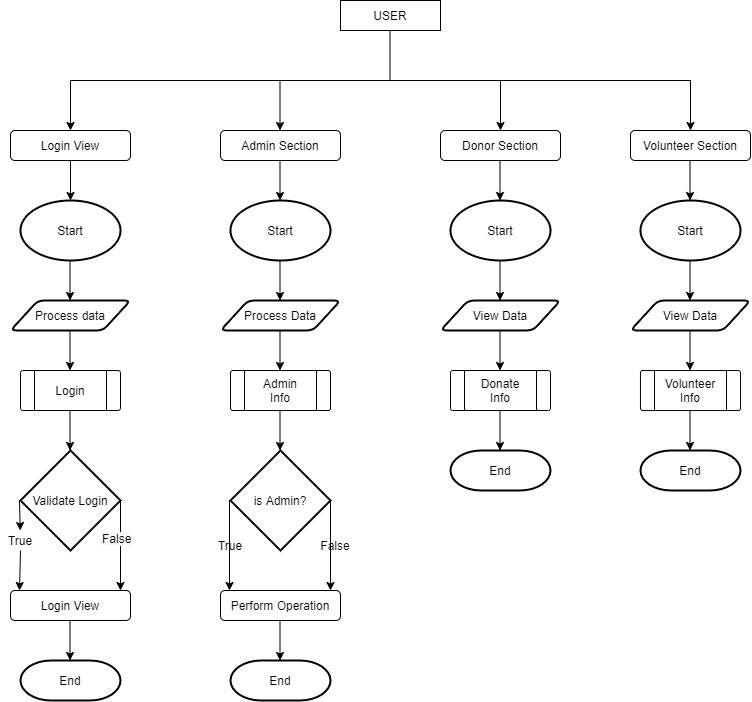 USER
Login View
Admin Section
Donor Section
Volunteer Section
Start
Start
Start
Start
Process data
Process Data
View Data
View Data
Login
Admin
Info
Donate
Info
Volunteer
Info
Validate Login
is Admin?
End
End
True
False
True
False
Login View
Perform Operation
End
End